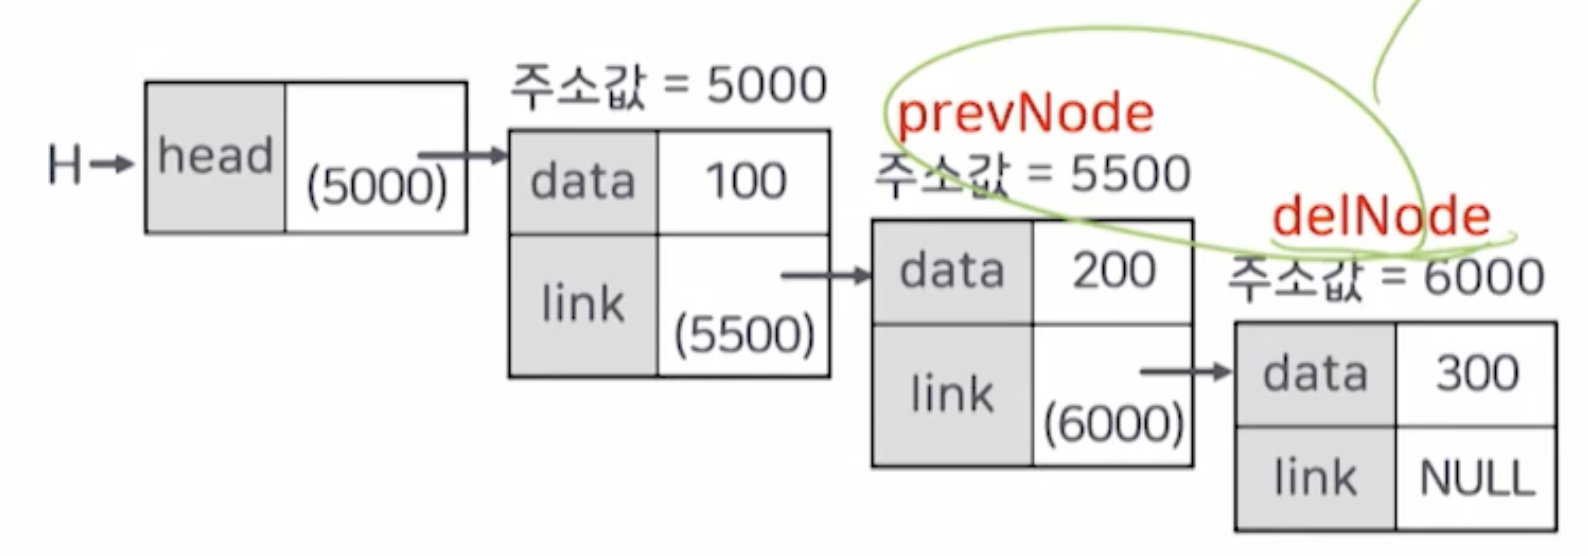 H
head
(5000)
주소값 = 5000
data
100
link
(5500)
prevNode
주소값 = 5500
data
200
link
(6000)
delNode
주소값 = 6000
data
300
link
NULL